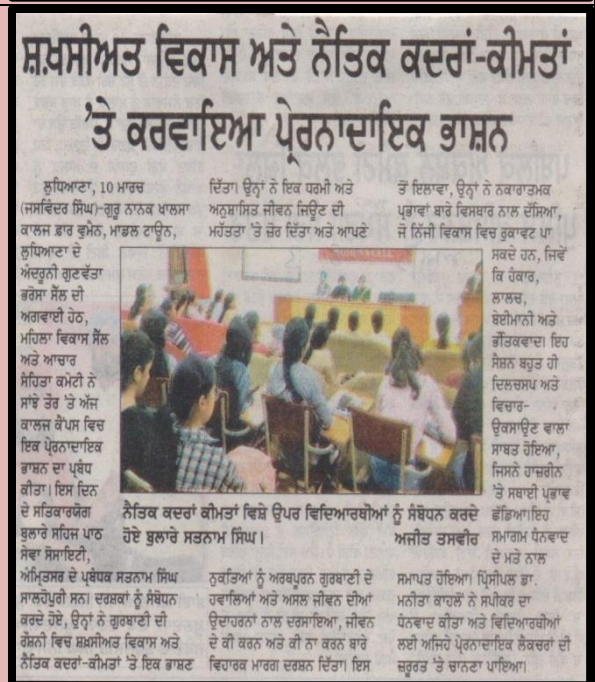 ਸ਼ਖ਼ਸੀਅਤ ਵਿਕਾਸ ਅਤੇ ਨੈਤਿਕ ਕਦਰਾਂ-ਕੀਮਤਾਂ
'ਤੇ ਕਰਵਾਇਆ ਪ੍ਰੇਰਨਾਦਾਇਕ ਭਾਸ਼ਨ
ਲੁਧਿਆਣਾ, 10 ਮਾਰਚ
(ਜਸਵਿੰਦਰ ਸਿੰਘ)-ਗੁਰੂ ਨਾਨਕ ਖਾਲਸਾ
ਕਾਲਜ ਫ਼ਾਰ ਵੁਮੈਨ, ਮਾਡਲ ਟਾਊਨ,
ਲੁਧਿਆਣਾ ਦੇ
ਅੰਦਰੂਨੀ ਗੁਣਵੱਤਾ
ਭਰੋਸਾ ਸੈੱਲ ਦੀ
ਅਗਵਾਈ ਹੇਠ,
ਮਹਿਲਾ ਵਿਕਾਸ ਸੈੱਲ
ਅਤੇ ਆਚਾਰ
ਸੰਹਿਤਾ ਕਮੇਟੀ ਨੇ
ਸਾਂਝੇ ਤੌਰ 'ਤੇ ਅੱਜ
ਕਾਲਜ ਕੈਂਪਸ ਵਿਚ
ਇਕ ਪ੍ਰੇਰਨਾਦਾਇਕ
ਭਾਸ਼ਨ ਦਾ ਪ੍ਰਬੰਧ
ਕੀਤਾ। ਇਸ ਦਿਨ
ਦੇ ਸਤਿਕਾਰਯੋਗ
ਬੁਲਾਰੇ ਸਹਿਜ ਪਾਠ
ਸੇਵਾ ਸੋਸਾਇਟੀ,
ਅੰਮ੍ਰਿਤਸਰ ਦੇ ਪ੍ਰਬੰਧਕ ਸਤਨਾਮ ਸਿੰਘ
ਸਾਲਹੋਪੁਰੀ ਸਨ। ਦਰਸ਼ਕਾਂ ਨੂੰ ਸੰਬੋਧਨ
ਕਰਦੇ ਹੋਏ, ਉਨ੍ਹਾਂ ਨੇ ਗੁਰਬਾਣੀ ਦੀ
ਰੌਸ਼ਨੀ ਵਿਚ ਸ਼ਖ਼ਸੀਅਤ ਵਿਕਾਸ ਅਤੇ
ਨੈਤਿਕ ਕਦਰਾਂ-ਕੀਮਤਾਂ 'ਤੇ ਇਕ ਭਾਸ਼ਣ
ਦਿੱਤਾ। ਉਨ੍ਹਾਂ ਨੇ ਇਕ ਧਰਮੀ ਅਤੇ
ਅਨੁਸ਼ਾਸਿਤ ਜੀਵਨ ਜਿਊਣ ਦੀ
ਮਹੱਤਤਾ 'ਤੇ ਜ਼ੋਰ ਦਿੱਤਾ ਅਤੇ ਆਪਣੇ
ਨੈਤਿਕ ਕਦਰਾਂ ਕੀਮਤਾਂ ਵਿਸ਼ੇ ਉਪਰ ਵਿਦਿਆਰਥੀਆਂ ਨੂੰ ਸੰਬੋਧਨ ਕਰਦੇ
ਹੋਏ ਬੁਲਾਰੇ ਸਤਨਾਮ ਸਿੰਘ। ਅਜੀਤ ਤਸਵੀਰ
ਨੁਕਤਿਆਂ ਨੂੰ ਅਰਥਪੂਰਨ ਗੁਰਬਾਣੀ ਦੇ
ਹਵਾਲਿਆਂ ਅਤੇ ਅਸਲ ਜੀਵਨ ਦੀਆਂ
ਉਦਾਹਰਨਾਂ ਨਾਲ ਦਰਸਾਇਆ, ਜੀਵਨ
ਦੇ ਕੀ ਕਰਨ ਅਤੇ ਕੀ ਨਾ ਕਰਨ ਬਾਰੇ
ਵਿਹਾਰਕ ਮਾਰਗ ਦਰਸ਼ਨ ਦਿੱਤਾ। ਇਸ
ਤੋਂ ਇਲਾਵਾ, ਉਨ੍ਹਾਂ ਨੇ ਨਕਾਰਾਤਮਕ
ਪ੍ਰਭਾਵਾਂ ਬਾਰੇ ਵਿਸਥਾਰ ਨਾਲ ਦੱਸਿਆ,
ਜੋ ਨਿੱਜੀ ਵਿਕਾਸ ਵਿਚ ਰੁਕਾਵਟ ਪਾ
ਸਕਦੇ ਹਨ, ਜਿਵੇਂ
ਕਿ ਹੰਕਾਰ,
ਲਾਲਚ,
ਬੇਈਮਾਨੀ ਅਤੇ
ਭੌਤਿਕਵਾਦ। ਇਹ
ਸੈਸ਼ਨ ਬਹੁਤ ਹੀ
ਦਿਲਚਸਪ ਅਤੇ
ਵਿਚਾਰ-
ਉਕਸਾਉਣ ਵਾਲਾ
ਸਾਬਤ ਹੋਇਆ,
ਜਿਸਨੇ ਹਾਜ਼ਰੀਨ
'ਤੇ ਸਥਾਈ ਪ੍ਰਭਾਵ
ਛੱਡਿਆ।ਇਹ
ਸਮਾਗਮ ਧੰਨਵਾਦ
ਦੇ ਮਤੇ ਨਾਲ
ਸਮਾਪਤ ਹੋਇਆ। ਪ੍ਰਿੰਸੀਪਲ ਡਾ.
ਮਨੀਤਾ ਕਾਹਲੋਂ ਨੇ ਸਪੀਕਰ ਦਾ
ਧੰਨਵਾਦ ਕੀਤਾ ਅਤੇ ਵਿਦਿਆਰਥੀਆਂ
ਲਈ ਅਜਿਹੇ ਪ੍ਰੇਰਨਾਦਾਇਕ ਲੈਕਚਰਾਂ ਦੀ
ਜ਼ਰੂਰਤ 'ਤੇ ਚਾਨਣਾ ਪਾਇਆ।